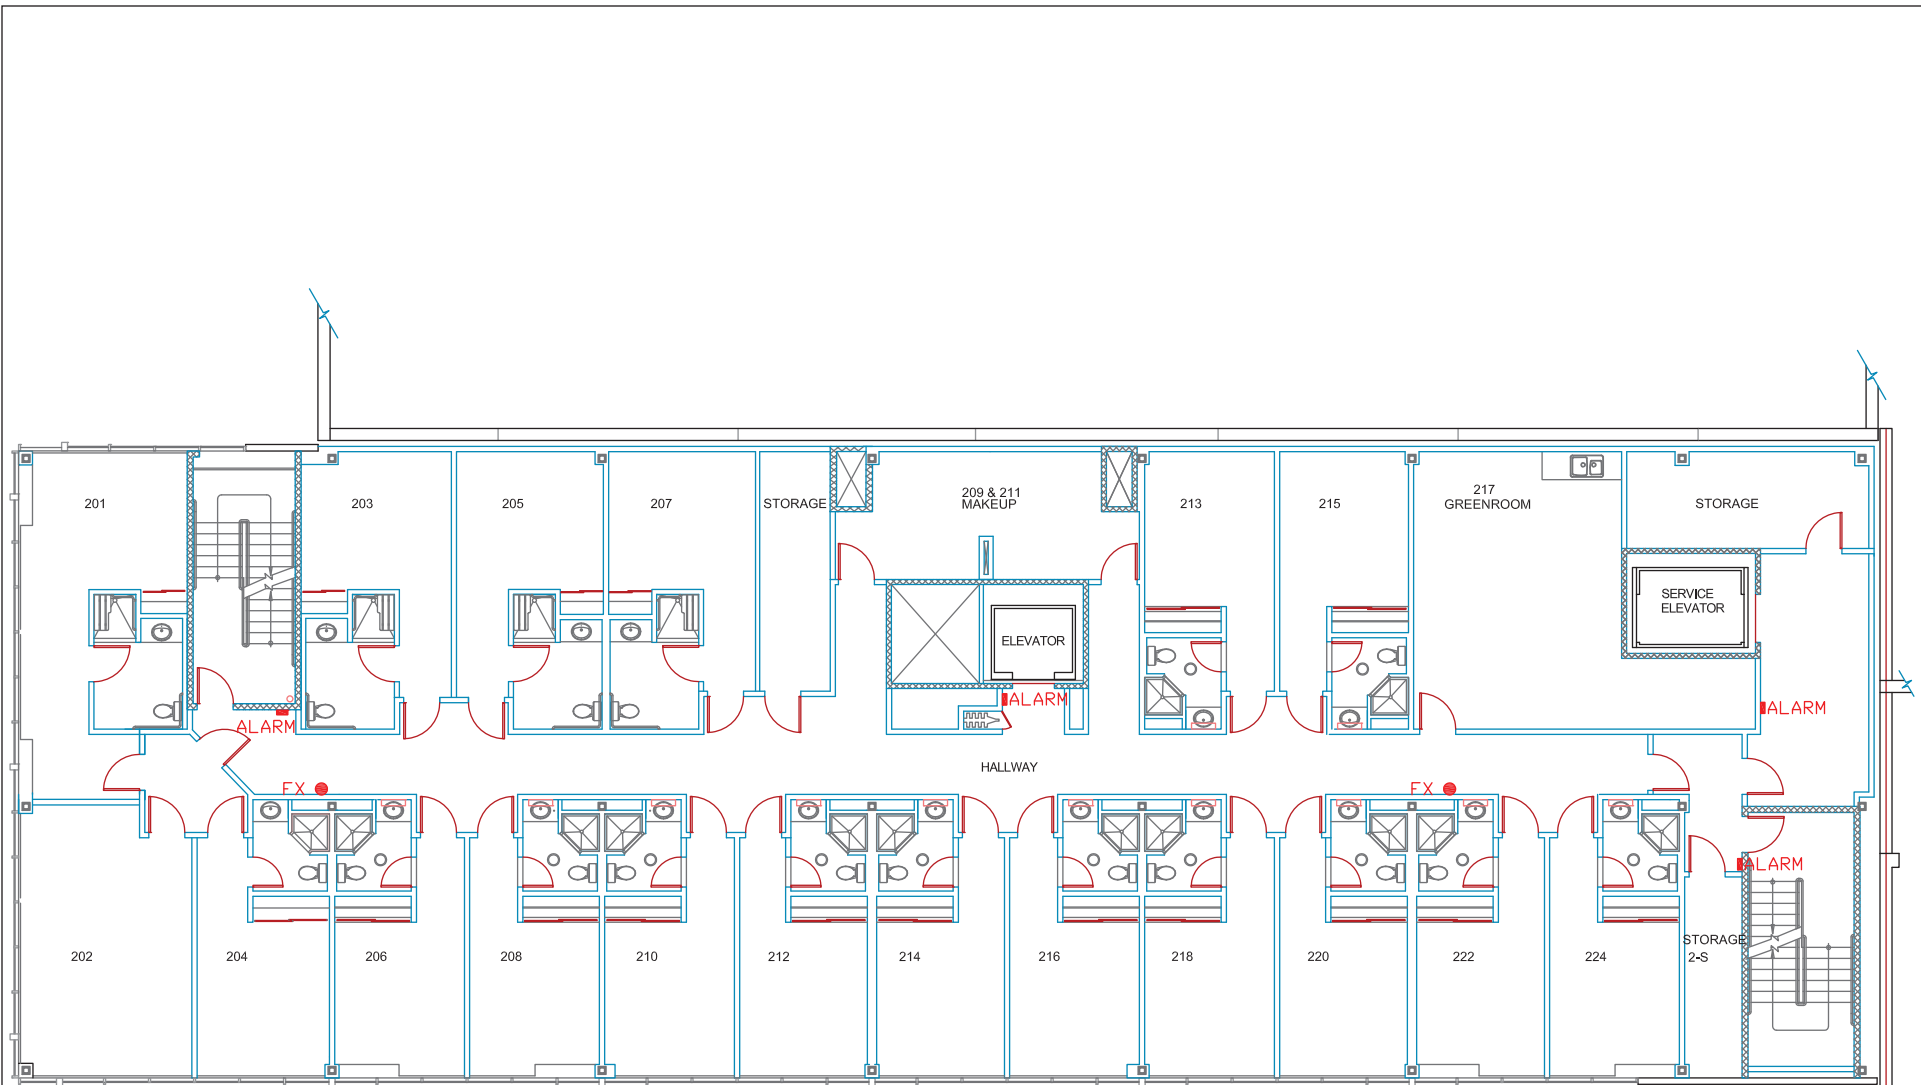 201
203
205
207
STORAGE
209 & 211
MAKEUP
213
215
217
GREENROOM
STORAGE
SERVICE
ELEVATOR
ELEVATOR
ALARM
ALARM
ALARM
HALLWAY
FX
FX
ALARM
202
204
206
208
210
212
214
216
218
220
222
224
STORAGE
2-S